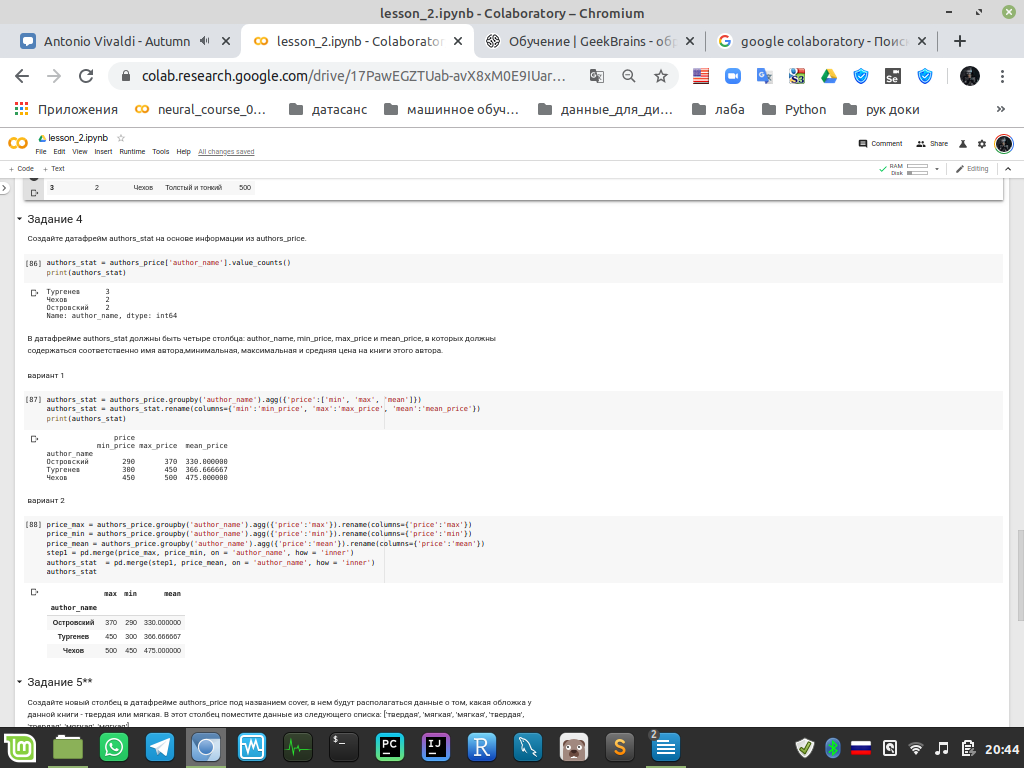 lesson_2.ipynb - Colaboratory – Chromium
Antonio Vivaldi - Autumn
lesson_2.ipynb - Colaborator
Обучение | GeekBrains - обр
google colaboratory - Поиск
colab.research.google.com/drive/17PawEGZTUab-avX8xM0E9IUar...
Приложения
neural_course_0...
датасанс
машинное обуч...
данные_для_ди...
лаба
Python
рук доки
lesson_2.ipynb
File Edit View Insert Runtime Tools Help All changes saved
Comment Share
+ Code + Text
RAM
Disk
Editing
3 2 Чехов Толстый и тонкий 500
Задание 4
Создайте датафрейм authors_stat на основе информации из authors_price.
[86] authors_stat = authors_price['author_name'].value_counts()
print(authors_stat)
Тургенев 3
Чехов 2
Островский 2
Name: author_name, dtype: int64
В датафрейме authors_stat должны быть четыре столбца: author_name, min_price, max_price и mean_price, в которых должны
содержаться соответственно имя автора,минимальная, максимальная и средняя цена на книги этого автора.
вариант 1
[87] authors_stat = authors_price.groupby('author_name').agg({'price':['min', 'max', 'mean']})
authors_stat = authors_stat.rename(columns={'min':'min_price', 'max':'max_price', 'mean':'mean_price'})
print(authors_stat)
price
min_price max_price mean_price
author_name
Островский 290 370 330.000000
Тургенев 300 450 366.666667
Чехов 450 500 475.000000
вариант 2
[88] price_max = authors_price.groupby('author_name').agg({'price':'max'}).rename(columns={'price':'max'})
price_min = authors_price.groupby('author_name').agg({'price':'min'}).rename(columns={'price':'min'})
price_mean = authors_price.groupby('author_name').agg({'price':'mean'}).rename(columns={'price':'mean'})
step1 = pd.merge(price_max, price_min, on = 'author_name', how = 'inner')
authors_stat = pd.merge(step1, price_mean, on = 'author_name', how = 'inner')
authors_stat
max min mean
author_name
Островский 370 290 330.000000
Тургенев 450 300 366.666667
Чехов 500 450 475.000000
Задание 5**
Создайте новый столбец в датафрейме authors_price под названием cover, в нем будут располагаться данные о том, какая обложка у
данной книги - твердая или мягкая. В этот столбец поместите данные из следующего списка: ['твердая', 'мягкая', 'мягкая', 'твердая',
'твердая', 'мягкая', 'мягкая']
20:44